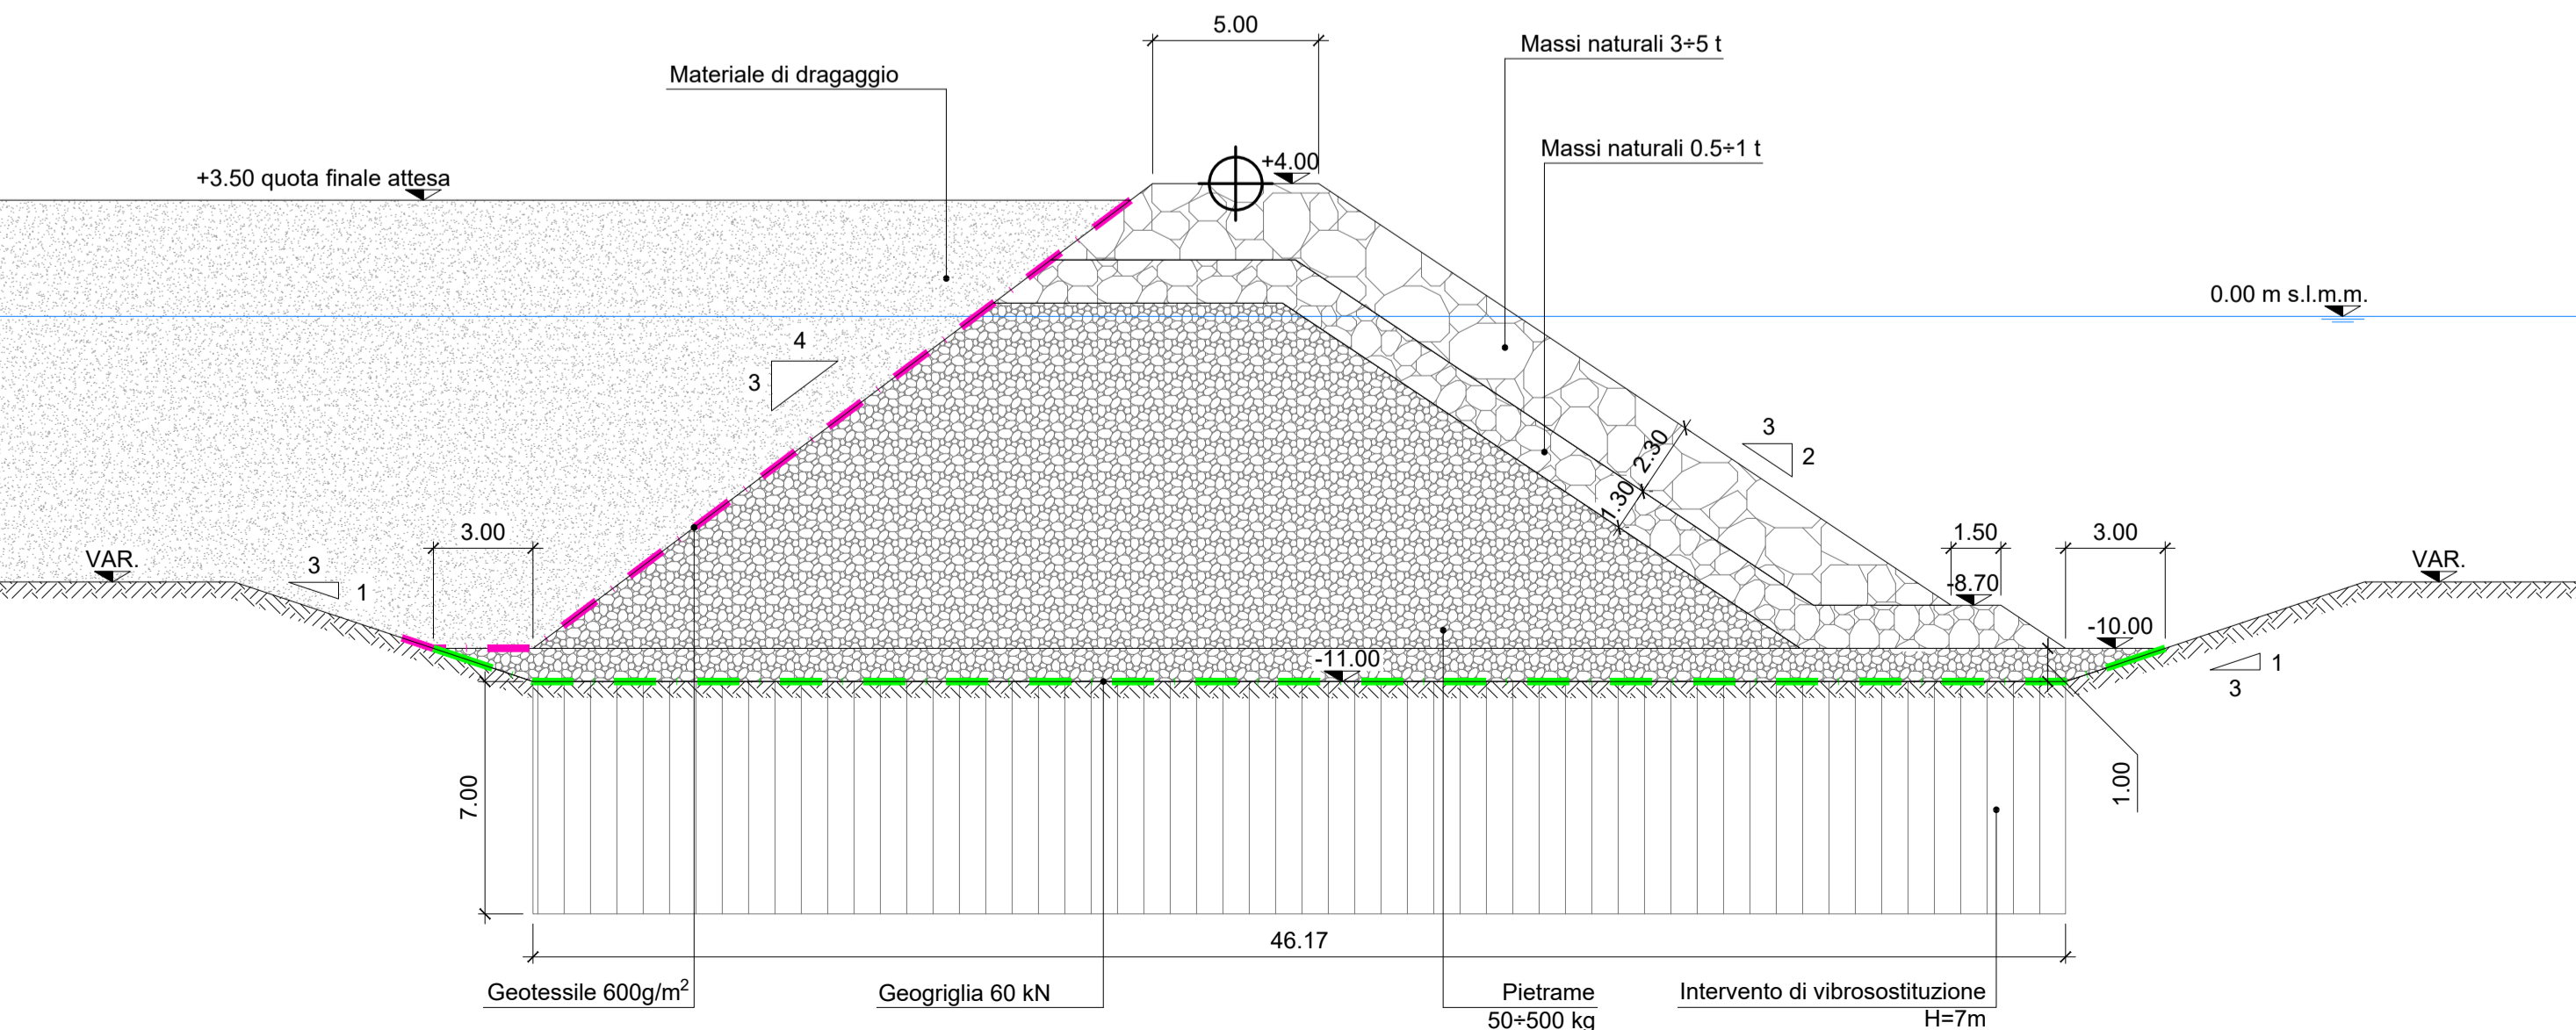 5.00
Massi naturali 3÷5 t
Materiale di dragaggio
Massi naturali 0.5÷1 t
+4.00
+3.50 quota finale attesa
0.00 m s.l.m.m.
4
3
3
2
2.30
1.30
3.00
1.50
3.00
VAR.
3
1
-8.70
VAR.
-10.00
-11.00
1
3
7.00
1.00
46.17
Geotessile 600g/m²
Geogriglia 60 kN
Pietrame
50÷500 kg
Intervento di vibrosostituzione
H=7m